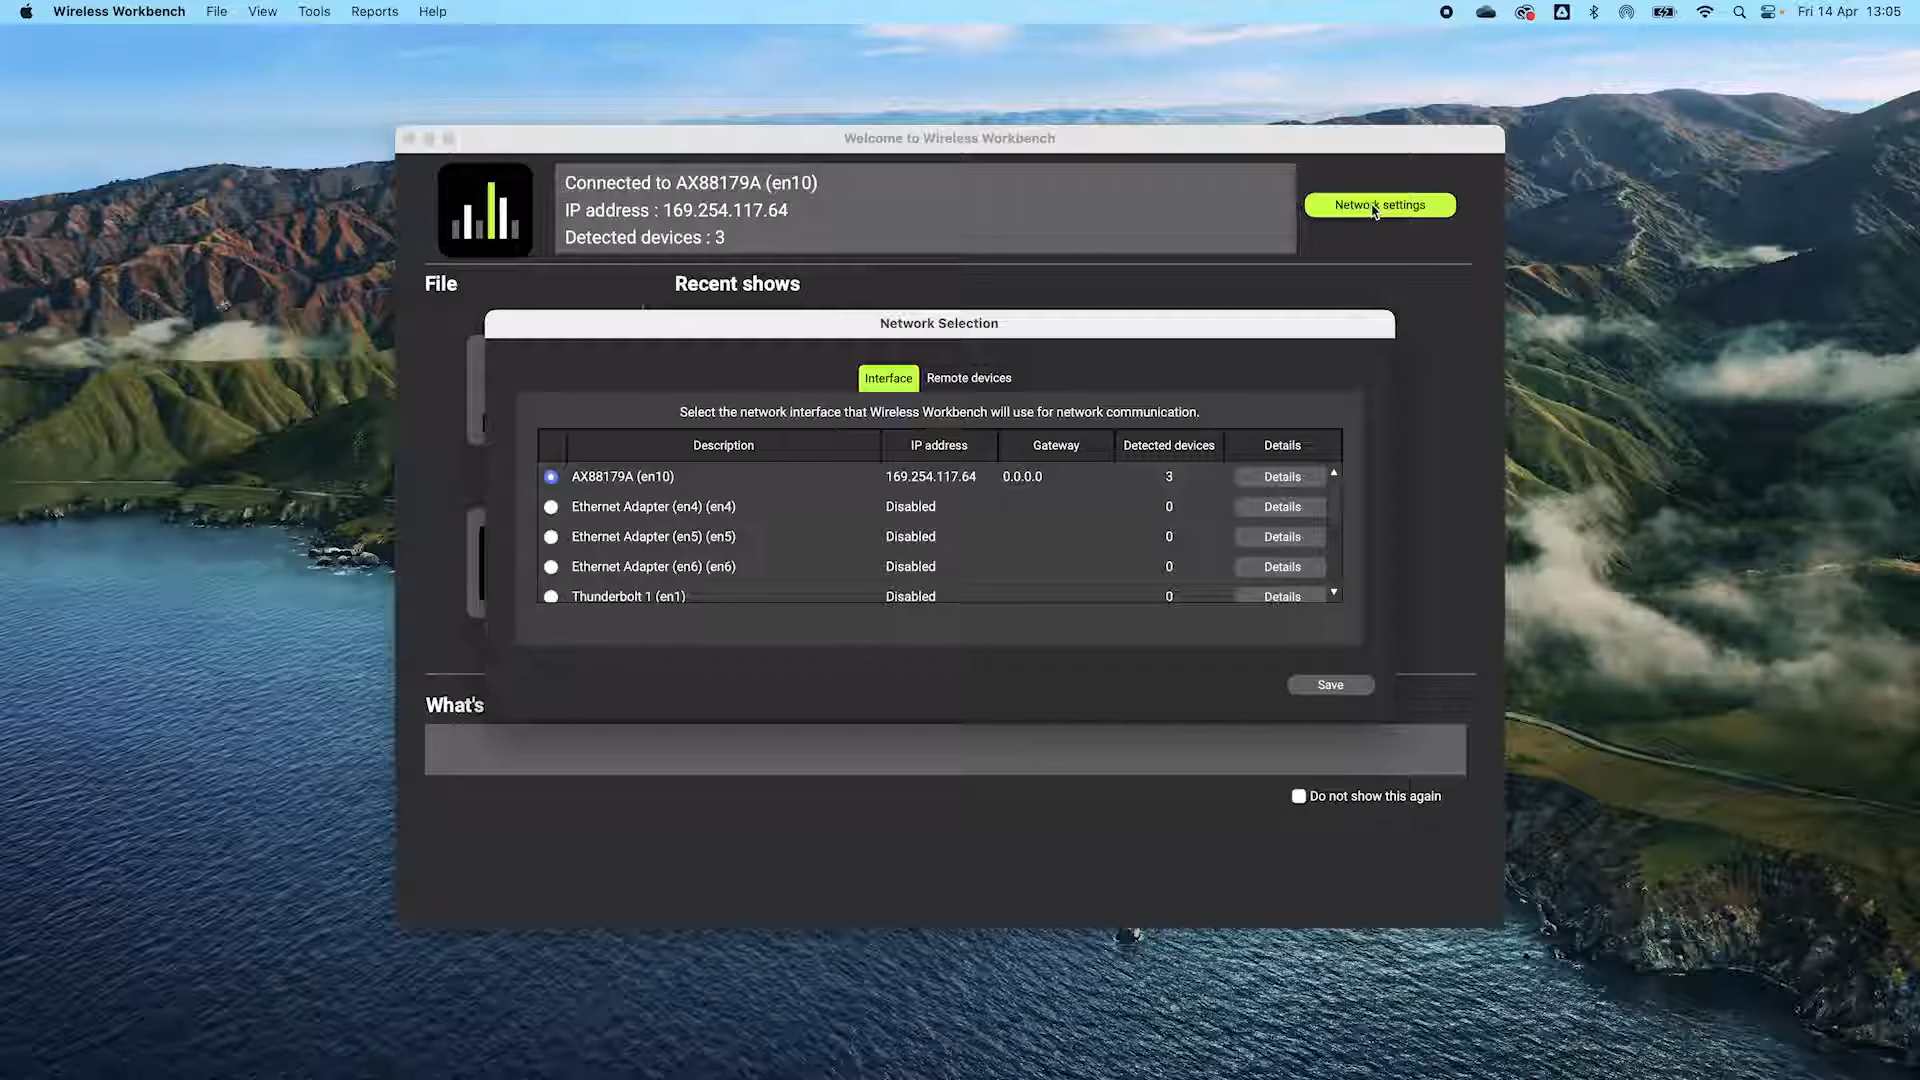 Wireless Workbench File View Tools Reports Help Fri 14 Apr 13:05
Welcome to Wireless Workbench
Connected to AX88179A (en10)
IP address : 169.254.117.64
Detected devices : 3
Network settings
File Recent shows
Network Selection
Interface Remote devices
Select the network interface that Wireless Workbench will use for network communication.
Description IP address Gateway Detected devices Details
AX88179A (en10) 169.254.117.64 0.0.0.0 3 Details
Ethernet Adapter (en4) (en4) Disabled 0 Details
Ethernet Adapter (en5) (en5) Disabled 0 Details
Ethernet Adapter (en6) (en6) Disabled 0 Details
Thunderbolt 1 (en1) Disabled 0 Details
Save
What's
Do not show this again